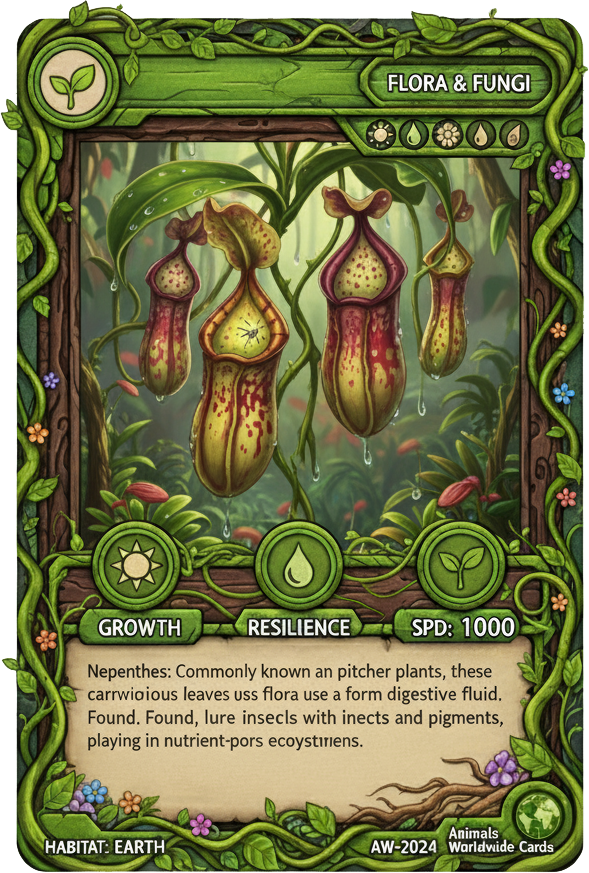 FLORA & FUNGI
GROWTH
RESILIENCE
SPD: 1000
Nepenthes: Commonly known an pitcher plants, these
carrwioious leaves uss flora use a form digestive fluid.
Found. Found, lure insecls with inects and pigments,
playing in nutrient-pors ecoystımens.
HABITAT: EARTH
AW-2024
Animals
Worldwide Cards